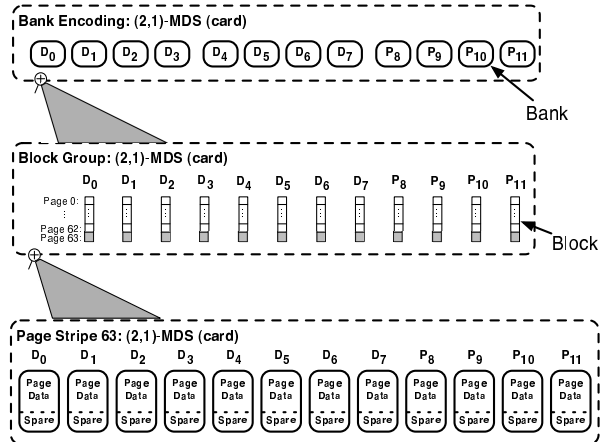 Bank Encoding: (2,1)-MDS (card)
D0 D1 D2 D3 D4 D5 D6 D7 P8 P9 P10 P11
Bank
Block Group: (2,1)-MDS (card)
D0 D1 D2 D3 D4 D5 D6 D7 P8 P9 P10 P11
Page 0:
⋮
Page 62:
Page 63:
Block
Page Stripe 63: (2,1)-MDS (card)
D0 D1 D2 D3 D4 D5 D6 D7 P8 P9 P10 P11
Page Page Page Page Page Page Page Page Page Page Page Page
Data Data Data Data Data Data Data Data Data Data Data Data
Spare Spare Spare Spare Spare Spare Spare Spare Spare Spare Spare Spare